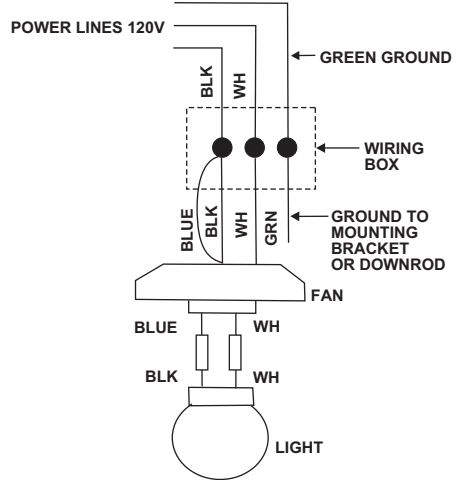 POWER LINES 120V
GREEN GROUND
BLK
WH
WIRING
BOX
BLUE
BLK
WH
GRN
GROUND TO
MOUNTING
BRACKET
OR DOWNROD
FAN
BLUE
WH
BLK
WH
LIGHT